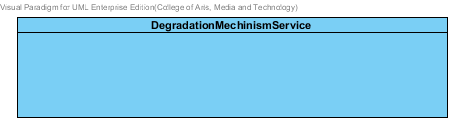 Visual Paradigm for UML Enterprise Edition(College of Arts, Media and Technology)
DegradationMechinismService